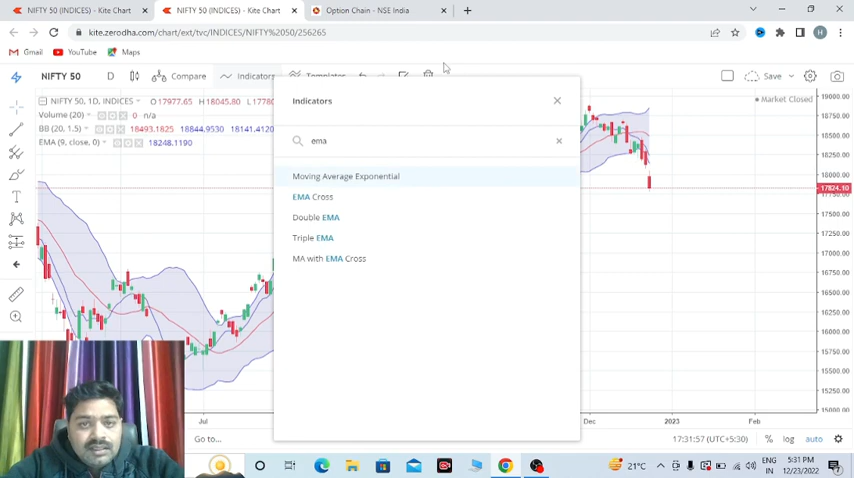 NIFTY 50 - INDICES - Kite Chart
NIFTY 50 - INDICES - Kite Chart
Option Chain - NSE India
kite.zerodha.com/chart/ext/tvc/INDICES/NIFTY%2050/256265
H
Gmail
YouTube
Maps
NIFTY 50
D
Compare
Indicators
Templates
Save
NIFTY 50, 1D, INDICES
O17977.65
H18045.80
L1778
Market Closed
Volume (20)
0 n/a
BB (20, 1.5)
18493.1825 18844.9530 18141.4120
EMA (9, close, 0)
18248.1190
Indicators
ema
Moving Average Exponential
EMA Cross
Double EMA
Triple EMA
MA with EMA Cross
19000.00
18500.00
18250.00
18000.00
17824.10
17500.00
17250.00
17000.00
16750.00
16500.00
16250.00
16000.00
15750.00
15500.00
15250.00
15000.00
Jul
Dec
2023
Feb
Go to...
17:31:57 (UTC+5:30)
%
log
auto
21°C
ENG
IN
5:31 PM
12/23/2022